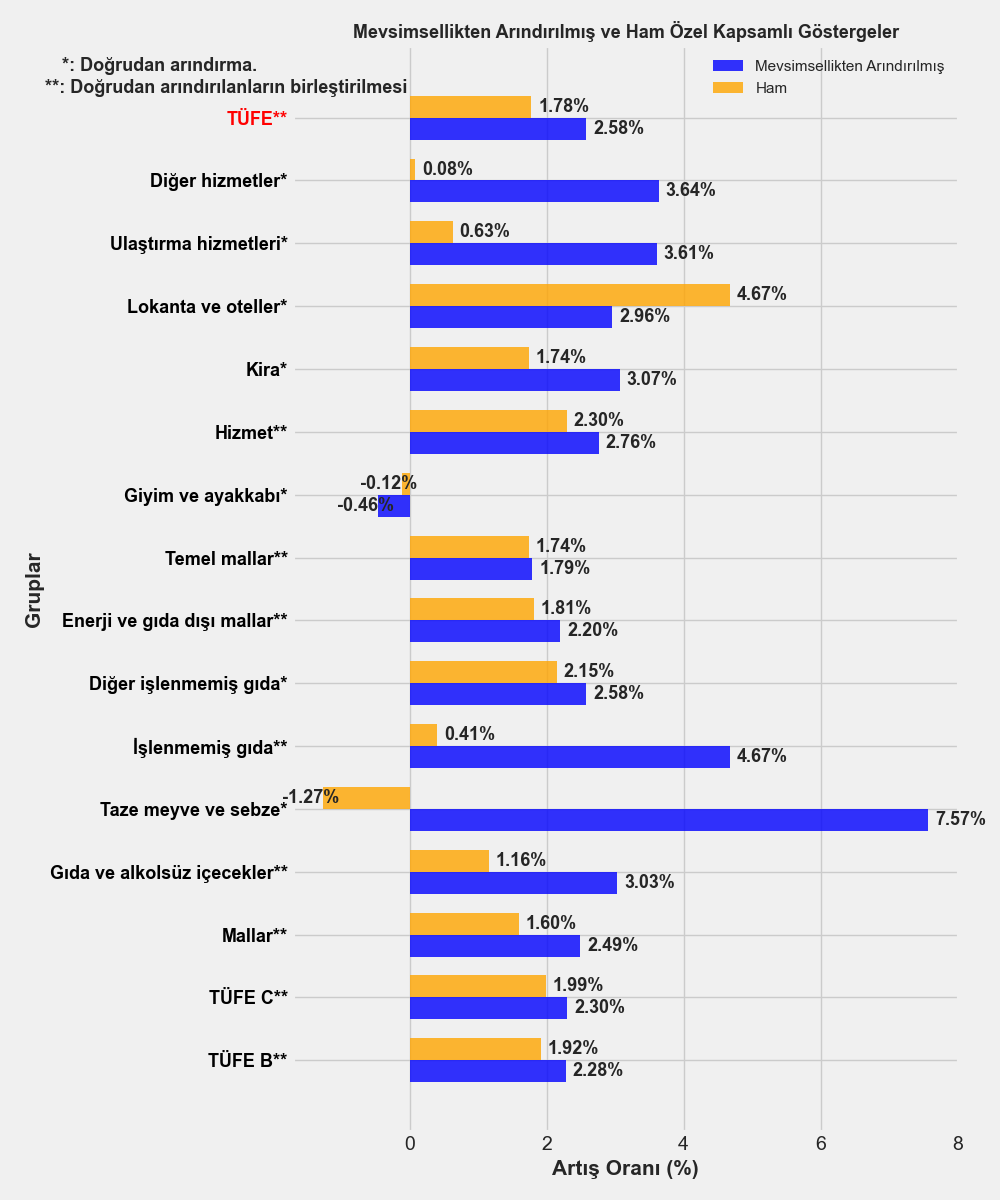 Mevsimsellikten Arındırılmış ve Ham Özel Kapsamlı Göstergeler
*: Doğrudan arındırma.
**: Doğrudan arındırılanların birleştirilmesi
Mevsimsellikten Arındırılmış
Ham
TÜFE**
1.78%
2.58%
Diğer hizmetler*
0.08%
3.64%
Ulaştırma hizmetleri*
0.63%
3.61%
Lokanta ve oteller*
4.67%
2.96%
Kira*
1.74%
3.07%
Hizmet**
2.30%
2.76%
Giyim ve ayakkabı*
-0.12%
-0.46%
Temel mallar**
1.74%
1.79%
Enerji ve gıda dışı mallar**
1.81%
2.20%
Diğer işlenmemiş gıda*
2.15%
2.58%
İşlenmemiş gıda**
0.41%
4.67%
Taze meyve ve sebze*
-1.27%
7.57%
Gıda ve alkolsüz içecekler**
1.16%
3.03%
Mallar**
1.60%
2.49%
TÜFE C**
1.99%
2.30%
TÜFE B**
1.92%
2.28%
Gruplar
0 2 4 6 8
Artış Oranı (%)